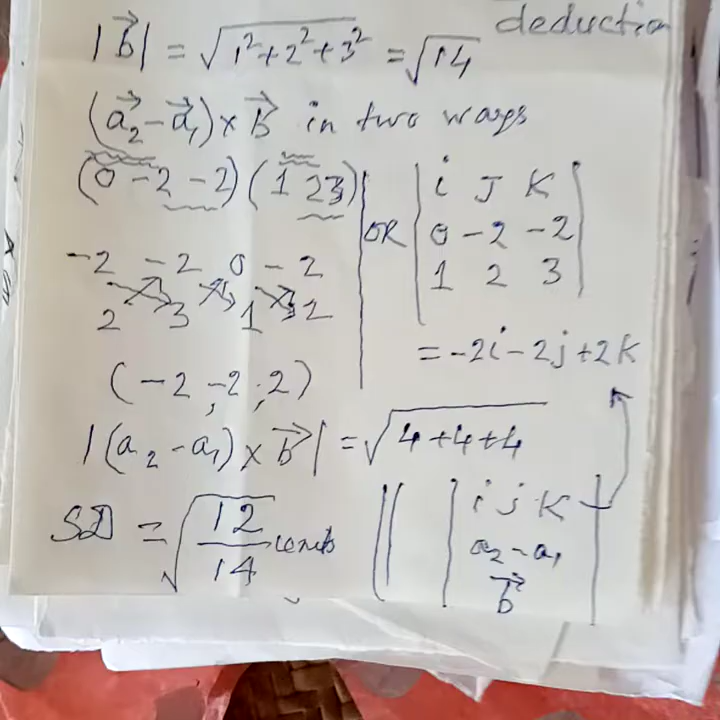 deduction
|b⃗| = √1²+2²+3² = √14
(a⃗₂-a⃗₁)×b⃗ in two ways
(0 -2 -2)(1 23) | OR | i J K |
| 0 -2 -2 |
| 1 2 3 |
-2 -2 0 -2
2 3 1 2
= -2i-2j+2K
(-2,-2,2)
|(a₂-a₁)×b⃗| = √4+4+4
SD = √12/14 units
| i j K |
| a₂-a₁ |
| b⃗ |